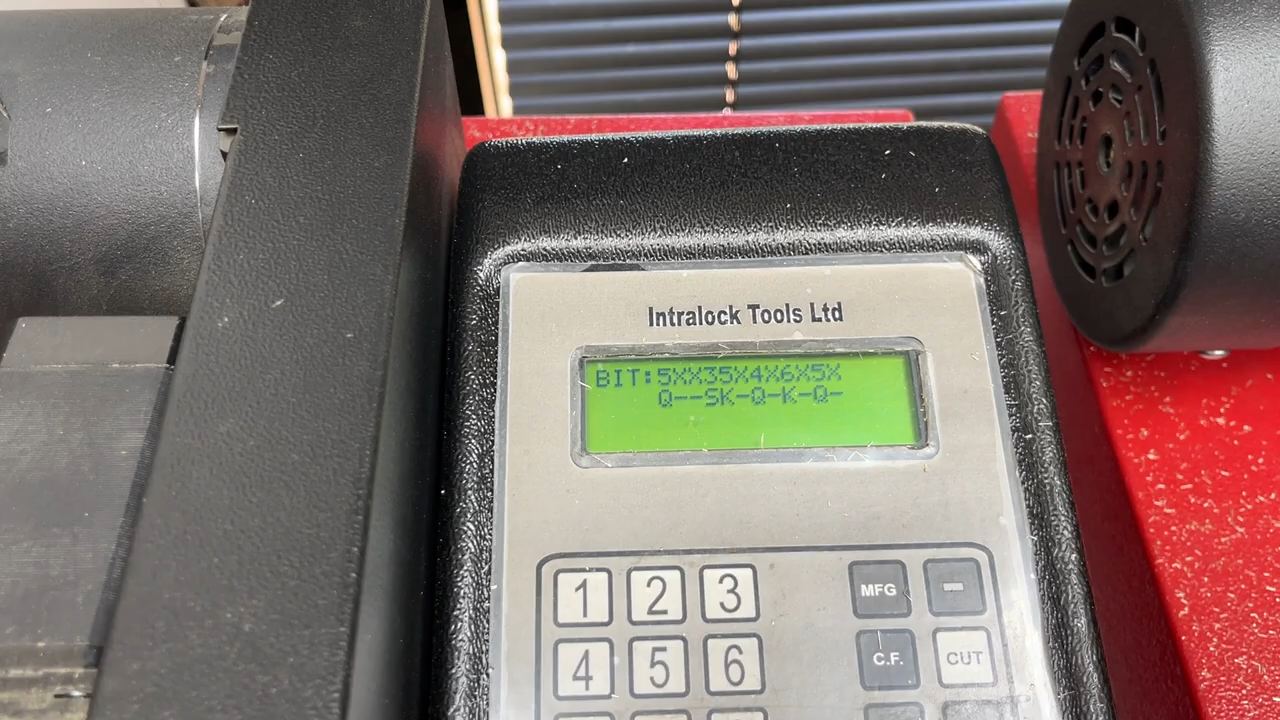 Intralock Tools Ltd
BIT:5XX35X4X6X5X
Q--SK-Q-K-Q-
1 2 3 MFG -
4 5 6 C.F. CUT